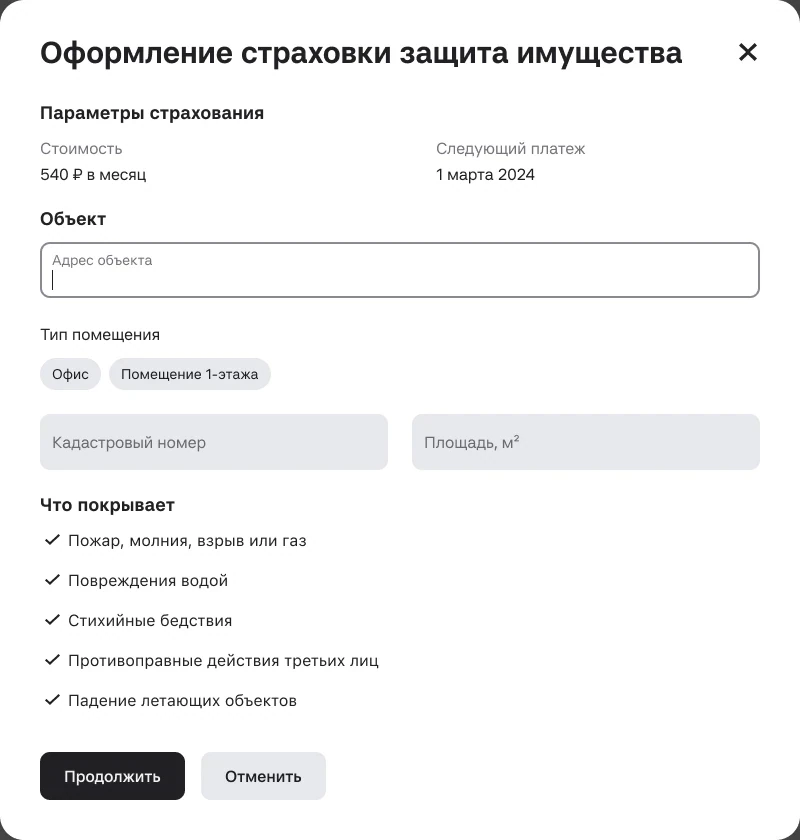 Оформление страховки защита имущества
Параметры страхования
Стоимость
540 ₽ в месяц
Следующий платеж
1 марта 2024
Объект
Адрес объекта
Тип помещения
Офис
Помещение 1-этажа
Кадастровый номер
Площадь, м²
Что покрывает
Пожар, молния, взрыв или газ
Повреждения водой
Стихийные бедствия
Противоправные действия третьих лиц
Падение летающих объектов
Продолжить
Отменить